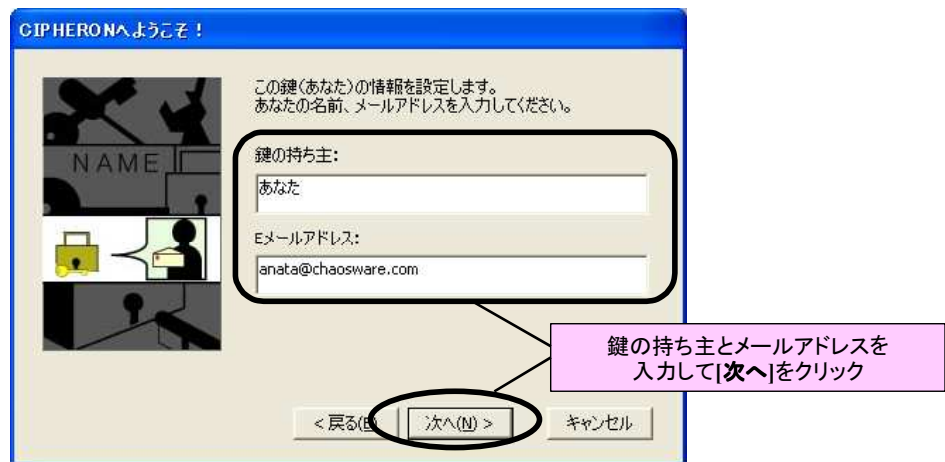 CIPHERONへようこそ！
この鍵(あなた)の情報を設定します。
あなたの名前、メールアドレスを入力してください。
NAME
鍵の持ち主:
あなた
Eメールアドレス:
anata@chaosware.com
鍵の持ち主とメールアドレスを
入力して[次へ]をクリック
< 戻る(B 次へ(N) > キャンセル